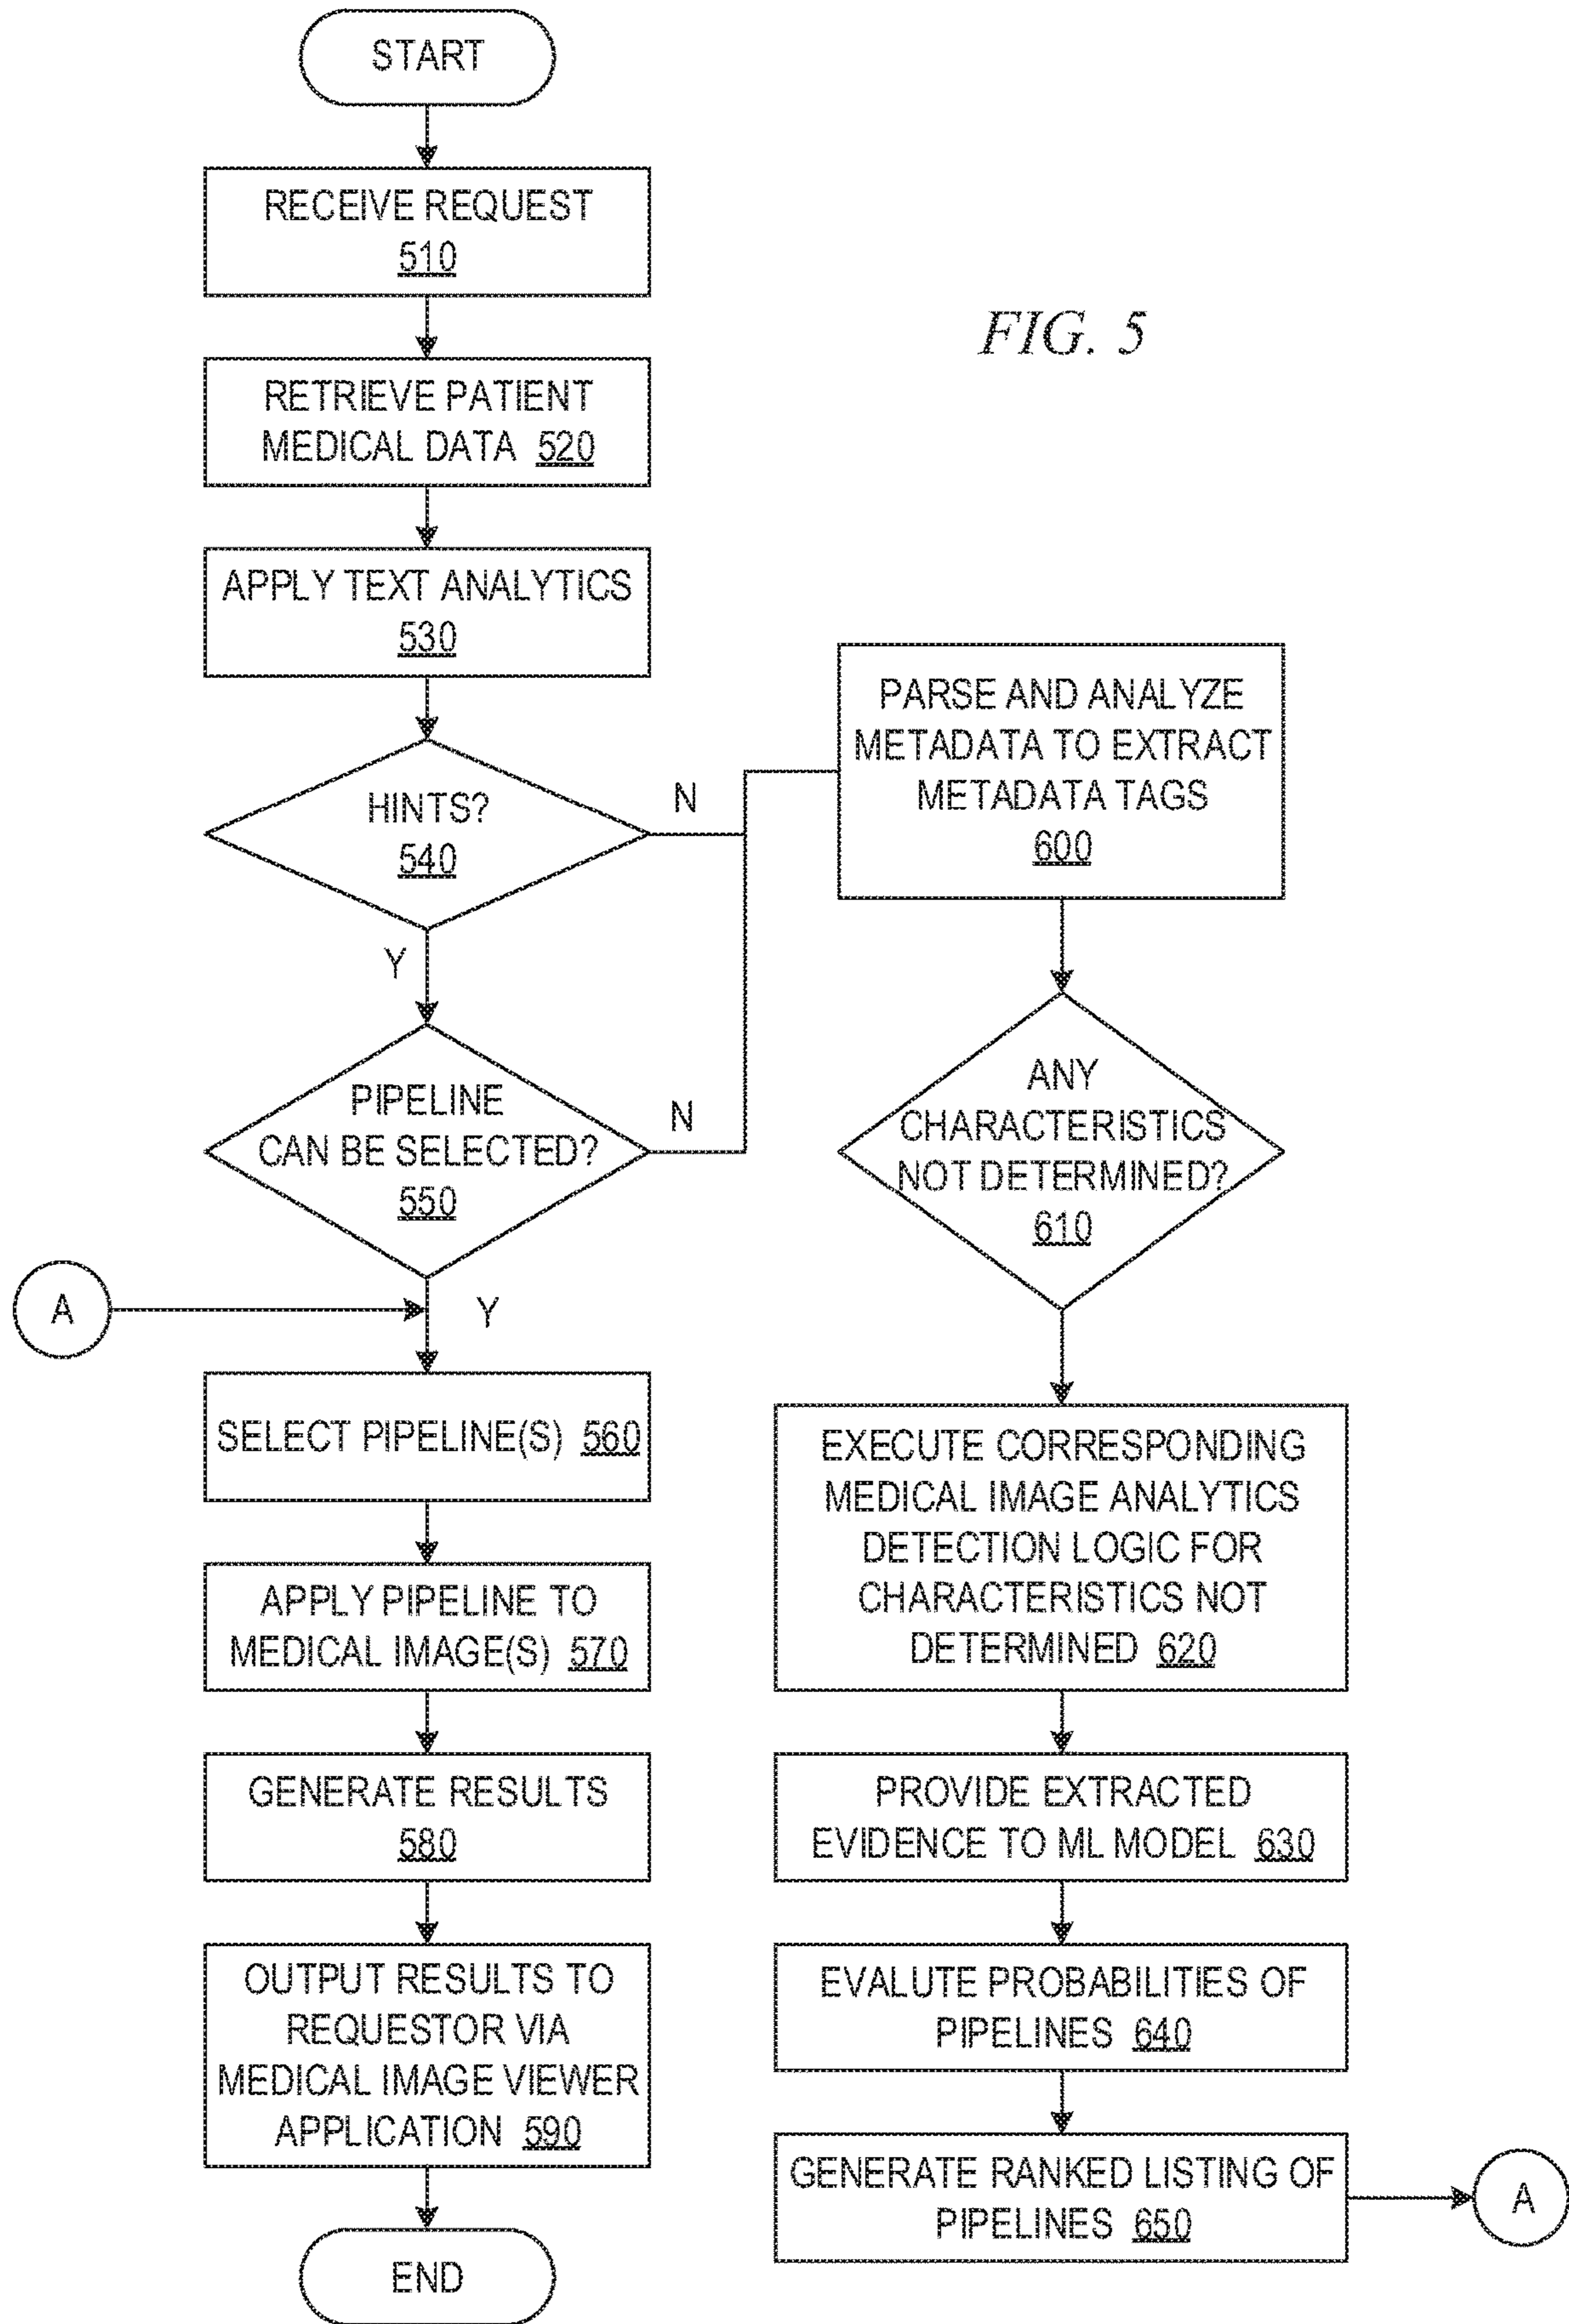 START
RECEIVE REQUEST
510
FIG. 5
RETRIEVE PATIENT
MEDICAL DATA 520
APPLY TEXT ANALYTICS
530
HINTS?
540
N
Y
PIPELINE
CAN BE SELECTED?
550
N
A
Y
SELECT PIPELINE(S) 560
APPLY PIPELINE TO
MEDICAL IMAGE(S) 570
GENERATE RESULTS
580
OUTPUT RESULTS TO
REQUESTOR VIA
MEDICAL IMAGE VIEWER
APPLICATION 590
END
PARSE AND ANALYZE
METADATA TO EXTRACT
METADATA TAGS
600
ANY
CHARACTERISTICS
NOT DETERMINED?
610
EXECUTE CORRESPONDING
MEDICAL IMAGE ANALYTICS
DETECTION LOGIC FOR
CHARACTERISTICS NOT
DETERMINED 620
PROVIDE EXTRACTED
EVIDENCE TO ML MODEL 630
EVALUTE PROBABILITIES OF
PIPELINES 640
GENERATE RANKED LISTING OF
PIPELINES 650
A